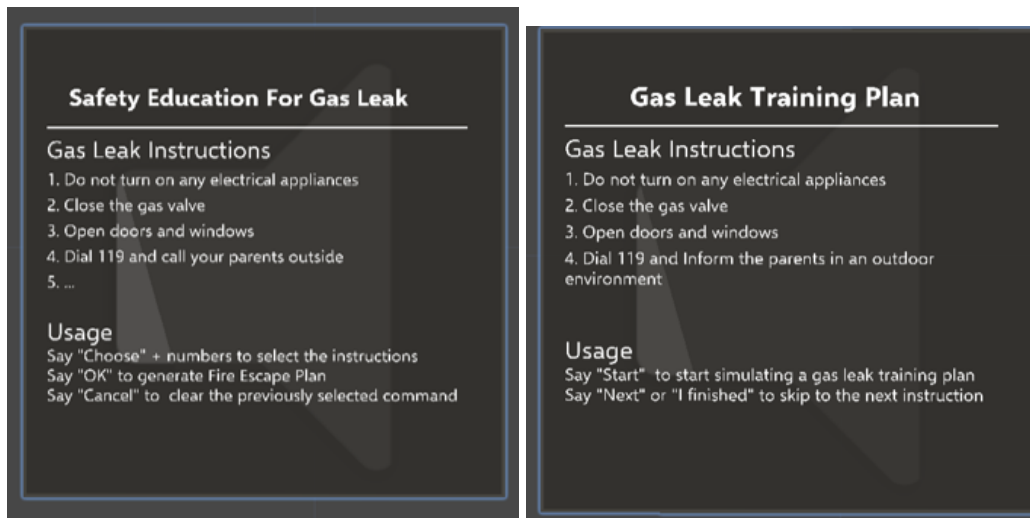 Safety Education For Gas Leak
Gas Leak Instructions
1. Do not turn on any electrical appliances
2. Close the gas valve
3. Open doors and windows
4. Dial 119 and call your parents outside
5. ...
Usage
Say "Choose" + numbers to select the instructions
Say "OK" to generate Fire Escape Plan
Say "Cancel" to  clear the previously selected command
Gas Leak Training Plan
Gas Leak Instructions
1. Do not turn on any electrical appliances
2. Close the gas valve
3. Open doors and windows
4. Dial 119 and Inform the parents in an outdoor
environment
Usage
Say "Start"  to start simulating a gas leak training plan
Say "Next" or "I finished" to skip to the next instruction